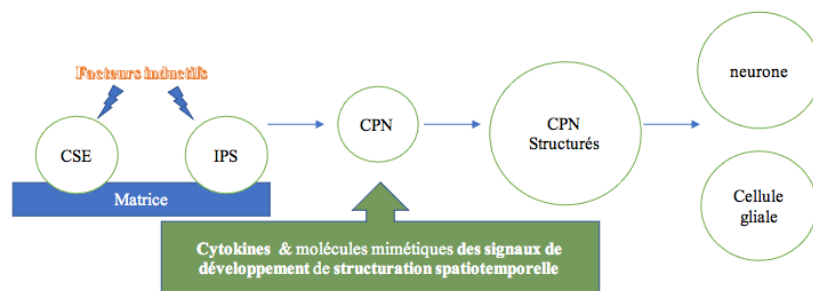 Facteurs inductifs
CSE
IPS
Matrice
CPN
CPN
Structurés
neurone
Cellule
gliale
Cytokines & molécules mimétiques des signaux de
développement de structuration spatiotemporelle